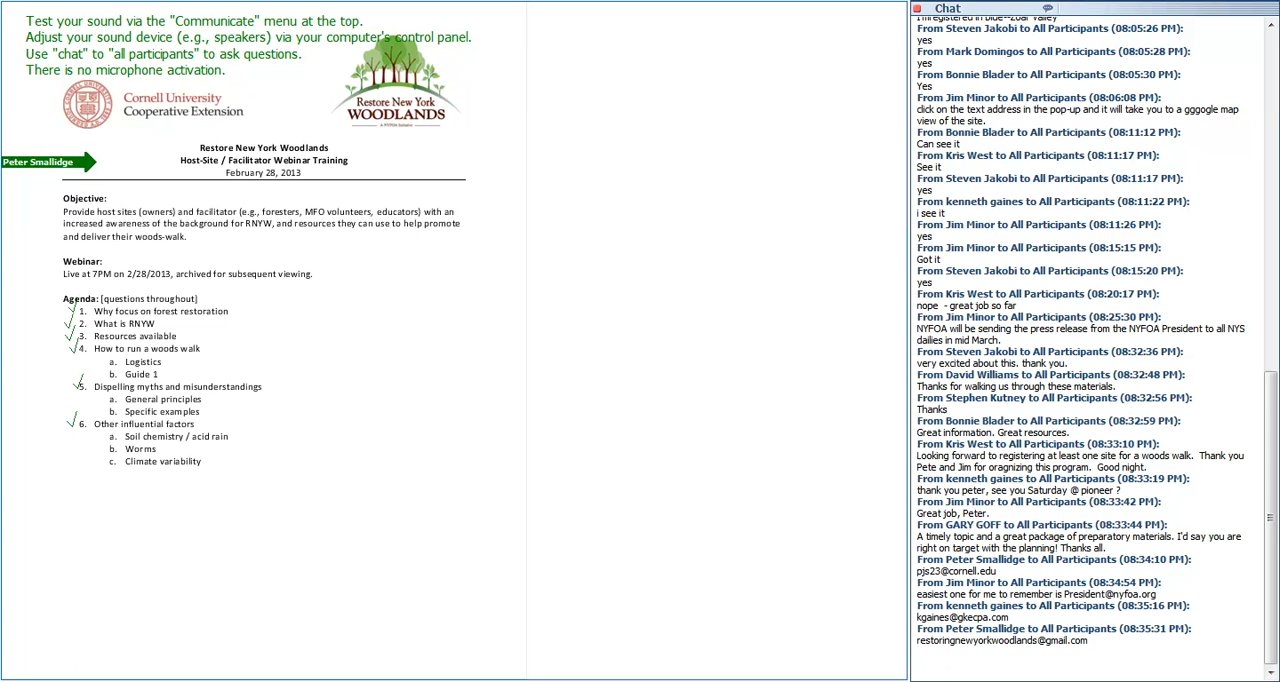 Test your sound via the "Communicate" menu at the top.
Adjust your sound device (e.g., speakers) via your computer's control panel.
Use "chat" to "all participants" to ask questions.
There is no microphone activation.
Cornell University
Cooperative Extension
Restore New York
WOODLANDS
Peter Smallidge
Restore New York Woodlands
Host-Site / Facilitator Webinar Training
February 28, 2013
Objective:
Provide host sites (owners) and facilitator (e.g., foresters, MFO volunteers, educators) with an
increased awareness of the background for RNYW, and resources they can use to help promote
and deliver their woods-walk.
Webinar:
Live at 7PM on 2/28/2013, archived for subsequent viewing.
Agenda: [questions throughout]
1. Why focus on forest restoration
2. What is RNYW
3. Resources available
4. How to run a woods walk
a. Logistics
b. Guide 1
5. Dispelling myths and misunderstandings
a. General principles
b. Specific examples
6. Other influential factors
a. Soil chemistry / acid rain
b. Worms
c. Climate variability
Chat
I'm registered in blue--Zoar Valley
From Steven Jakobi to All Participants (08:05:26 PM):
yes
From Mark Domingos to All Participants (08:05:28 PM):
yes
From Bonnie Blader to All Participants (08:05:30 PM):
Yes
From Jim Minor to All Participants (08:06:08 PM):
click on the text address in the pop-up and it will take you to a gggogle map
view of the site.
From Bonnie Blader to All Participants (08:11:12 PM):
Can see it
From Kris West to All Participants (08:11:17 PM):
See it
From Steven Jakobi to All Participants (08:11:17 PM):
yes
From kenneth gaines to All Participants (08:11:22 PM):
i see it
From Jim Minor to All Participants (08:11:26 PM):
yes
From Jim Minor to All Participants (08:15:15 PM):
Got it
From Steven Jakobi to All Participants (08:15:20 PM):
yes
From Kris West to All Participants (08:20:17 PM):
nope - great job so far
From Jim Minor to All Participants (08:25:30 PM):
NYFOA will be sending the press release from the NYFOA President to all NYS
dailies in mid March.
From Steven Jakobi to All Participants (08:32:36 PM):
very excited about this. thank you.
From David Williams to All Participants (08:32:48 PM):
Thanks for walking us through these materials.
From Stephen Kutney to All Participants (08:32:56 PM):
Thanks
From Bonnie Blader to All Participants (08:32:59 PM):
Great information. Great resources.
From Kris West to All Participants (08:33:10 PM):
Looking forward to registering at least one site for a woods walk. Thank you
Pete and Jim for oragnizing this program. Good night.
From kenneth gaines to All Participants (08:33:19 PM):
thank you peter, see you Saturday @ pioneer ?
From Jim Minor to All Participants (08:33:42 PM):
Great job, Peter.
From GARY GOFF to All Participants (08:33:44 PM):
A timely topic and a great package of preparatory materials. I'd say you are
right on target with the planning! Thanks all.
From Peter Smallidge to All Participants (08:34:10 PM):
pjs23@cornell.edu
From Jim Minor to All Participants (08:34:54 PM):
easiest one for me to remember is President@nyfoa.org
From kenneth gaines to All Participants (08:35:16 PM):
kgaines@gkecpa.com
From Peter Smallidge to All Participants (08:35:31 PM):
restoringnewyorkwoodlands@gmail.com